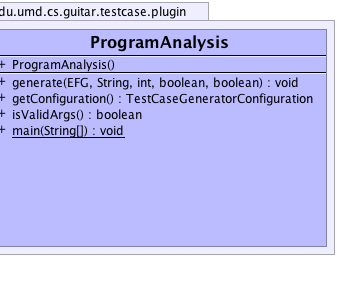 du.umd.cs.guitar.testcase.plugin
ProgramAnalysis
+ ProgramAnalysis()
+ generate(EFG, String, int, boolean, boolean) : void
+ getConfiguration() : TestCaseGeneratorConfiguration
+ isValidArgs() : boolean
+ main(String[]) : void